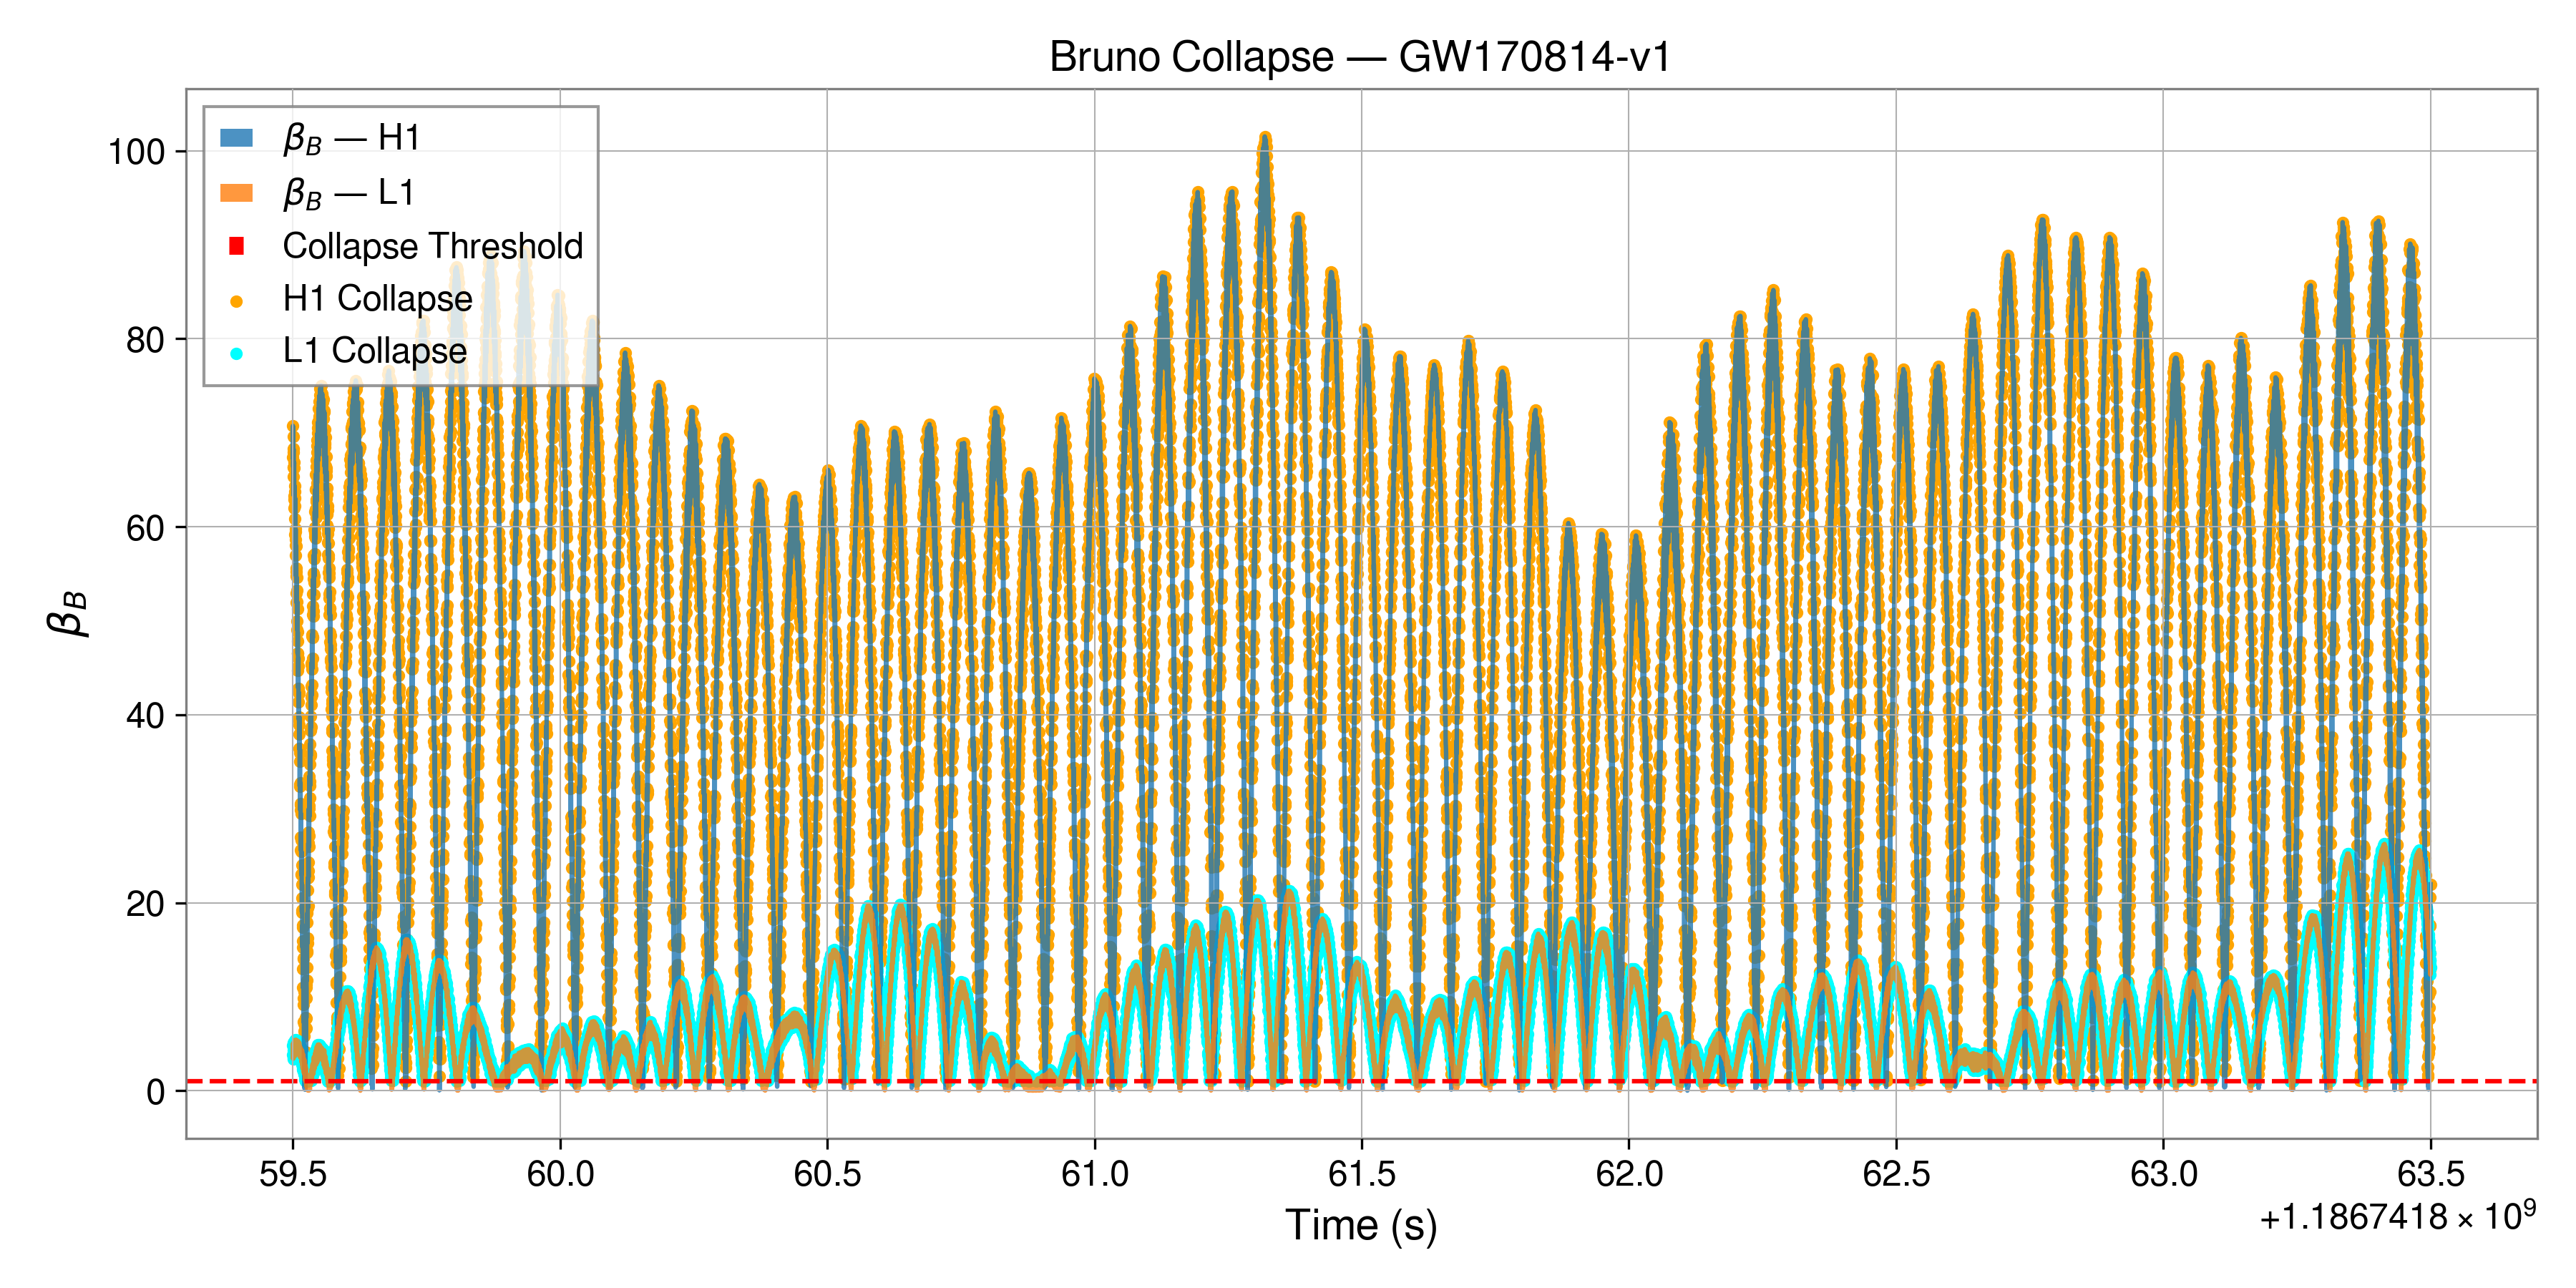 Bruno Collapse — GW170814-v1
β_B — H1
β_B — L1
Collapse Threshold
H1 Collapse
L1 Collapse
β_B
100
80
60
40
20
0
59.5 60.0 60.5 61.0 61.5 62.0 62.5 63.0 63.5
+1.1867418 × 10⁹
Time (s)